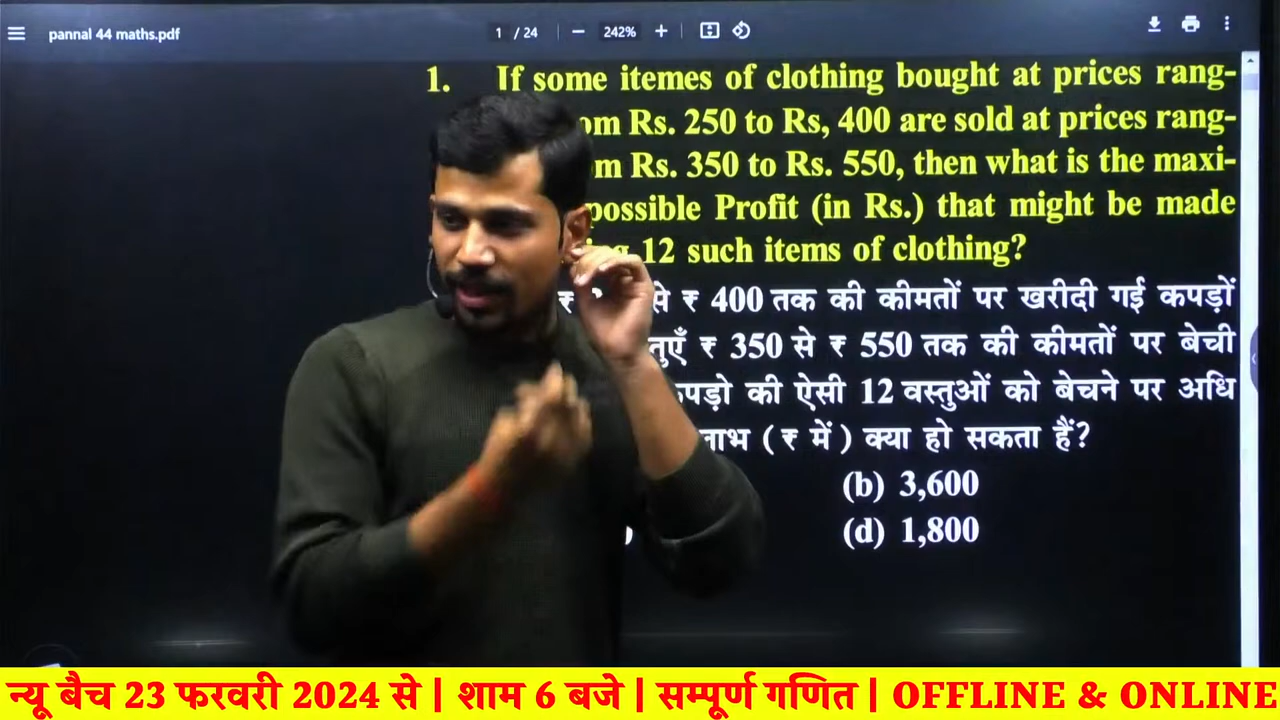 pannal 44 maths.pdf
1 / 24
242%
1. If some itemes of clothing bought at prices rang-
om Rs. 250 to Rs, 400 are sold at prices rang-
m Rs. 350 to Rs. 550, then what is the maxi-
possible Profit (in Rs.) that might be made
12 such items of clothing?
से ₹ 400 तक की कीमतों पर खरीदी गई कपड़ों
₹ 350 से ₹ 550 तक की कीमतों पर बेची
की ऐसी 12 वस्तुओं को बेचने पर अधि
(₹ में) क्या हो सकता हैं?
(b) 3,600
(d) 1,800
न्यू बैच 23 फरवरी 2024 से | शाम 6 बजे | सम्पूर्ण गणित | OFFLINE & ONLINE